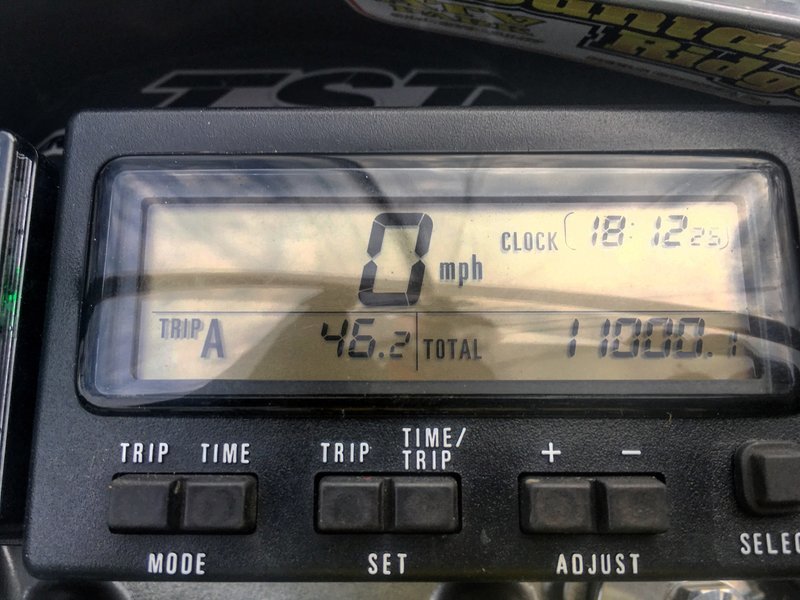 TST
CLOCK 18:12 25
0 mph
TRIP A 46.2 TOTAL 11000.1
TRIP TIME TRIP TIME/TRIP + −
MODE SET ADJUST